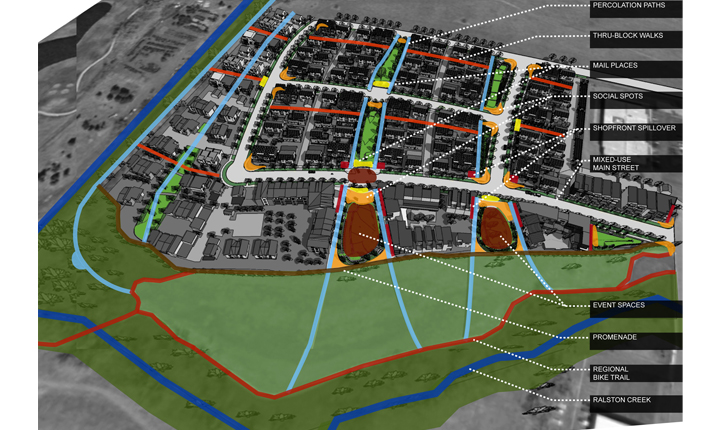 PERCOLATION PATHS
THRU-BLOCK WALKS
MAIL PLACES
SOCIAL SPOTS
SHOPFRONT SPILLOVER
MIXED-USE
MAIN STREET
EVENT SPACES
PROMENADE
REGIONAL
BIKE TRAIL
RALSTON CREEK